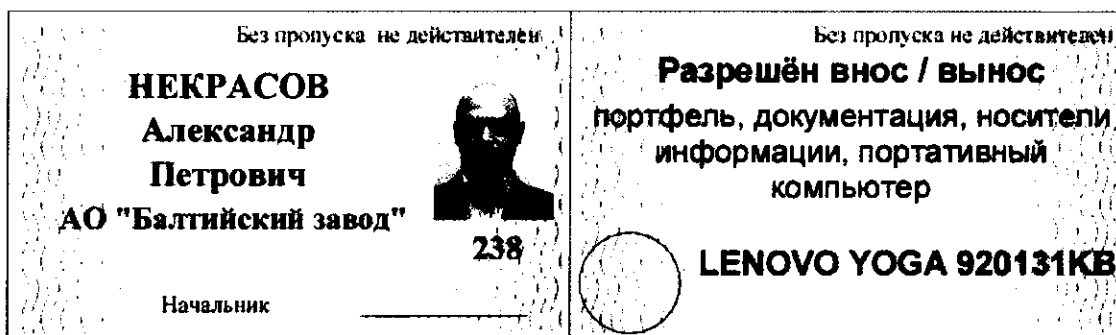 Без пропуска не действителен
НЕКРАСОВ
Александр
Петрович
АО "Балтийский завод"
238
Начальник
Без пропуска не действителен
Разрешён внос / вынос
портфель, документация, носители
информации, портативный
компьютер
LENOVO YOGA 920131KB